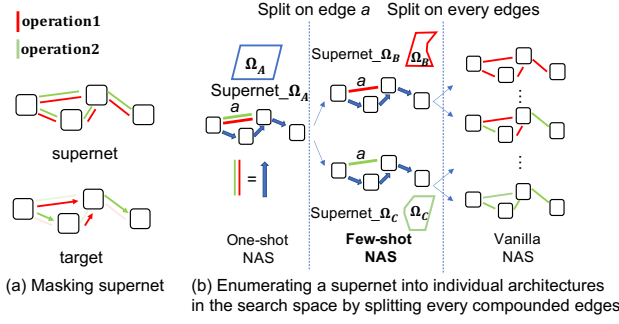 operation1
operation2
supernet
target
(a) Masking supernet
Split on edge a
Split on every edges
Ω_A
Supernet_Ω_A
a
=
One-shot
NAS
Supernet_Ω_B
Ω_B
a
a
Supernet_Ω_C
Ω_C
Few-shot
NAS
Vanilla
NAS
(b) Enumerating a supernet into individual architectures
in the search space by splitting every compounded edges